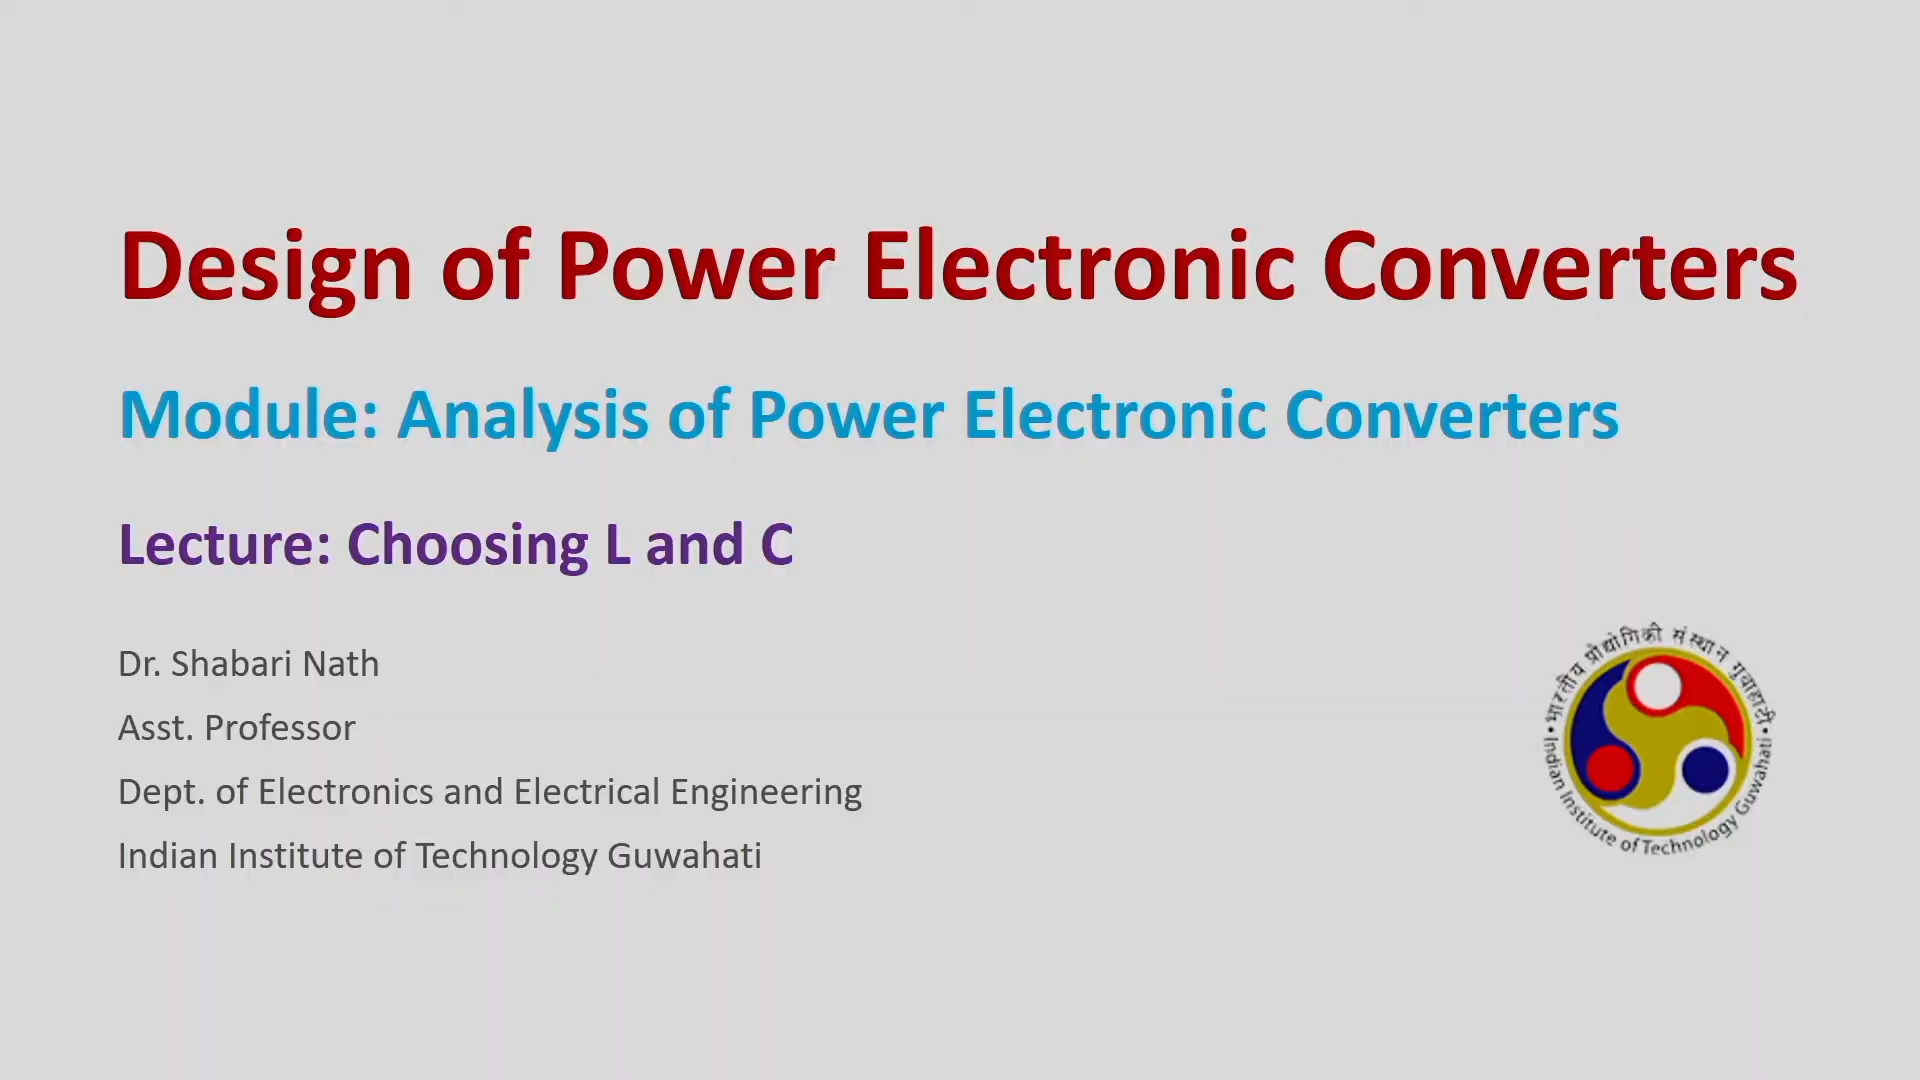 Design of Power Electronic Converters
Module: Analysis of Power Electronic Converters
Lecture: Choosing L and C
Dr. Shabari Nath
Asst. Professor
Dept. of Electronics and Electrical Engineering
Indian Institute of Technology Guwahati
भारतीय प्रौद्योगिकी संस्थान गुवाहाटी
Indian Institute of Technology Guwahati